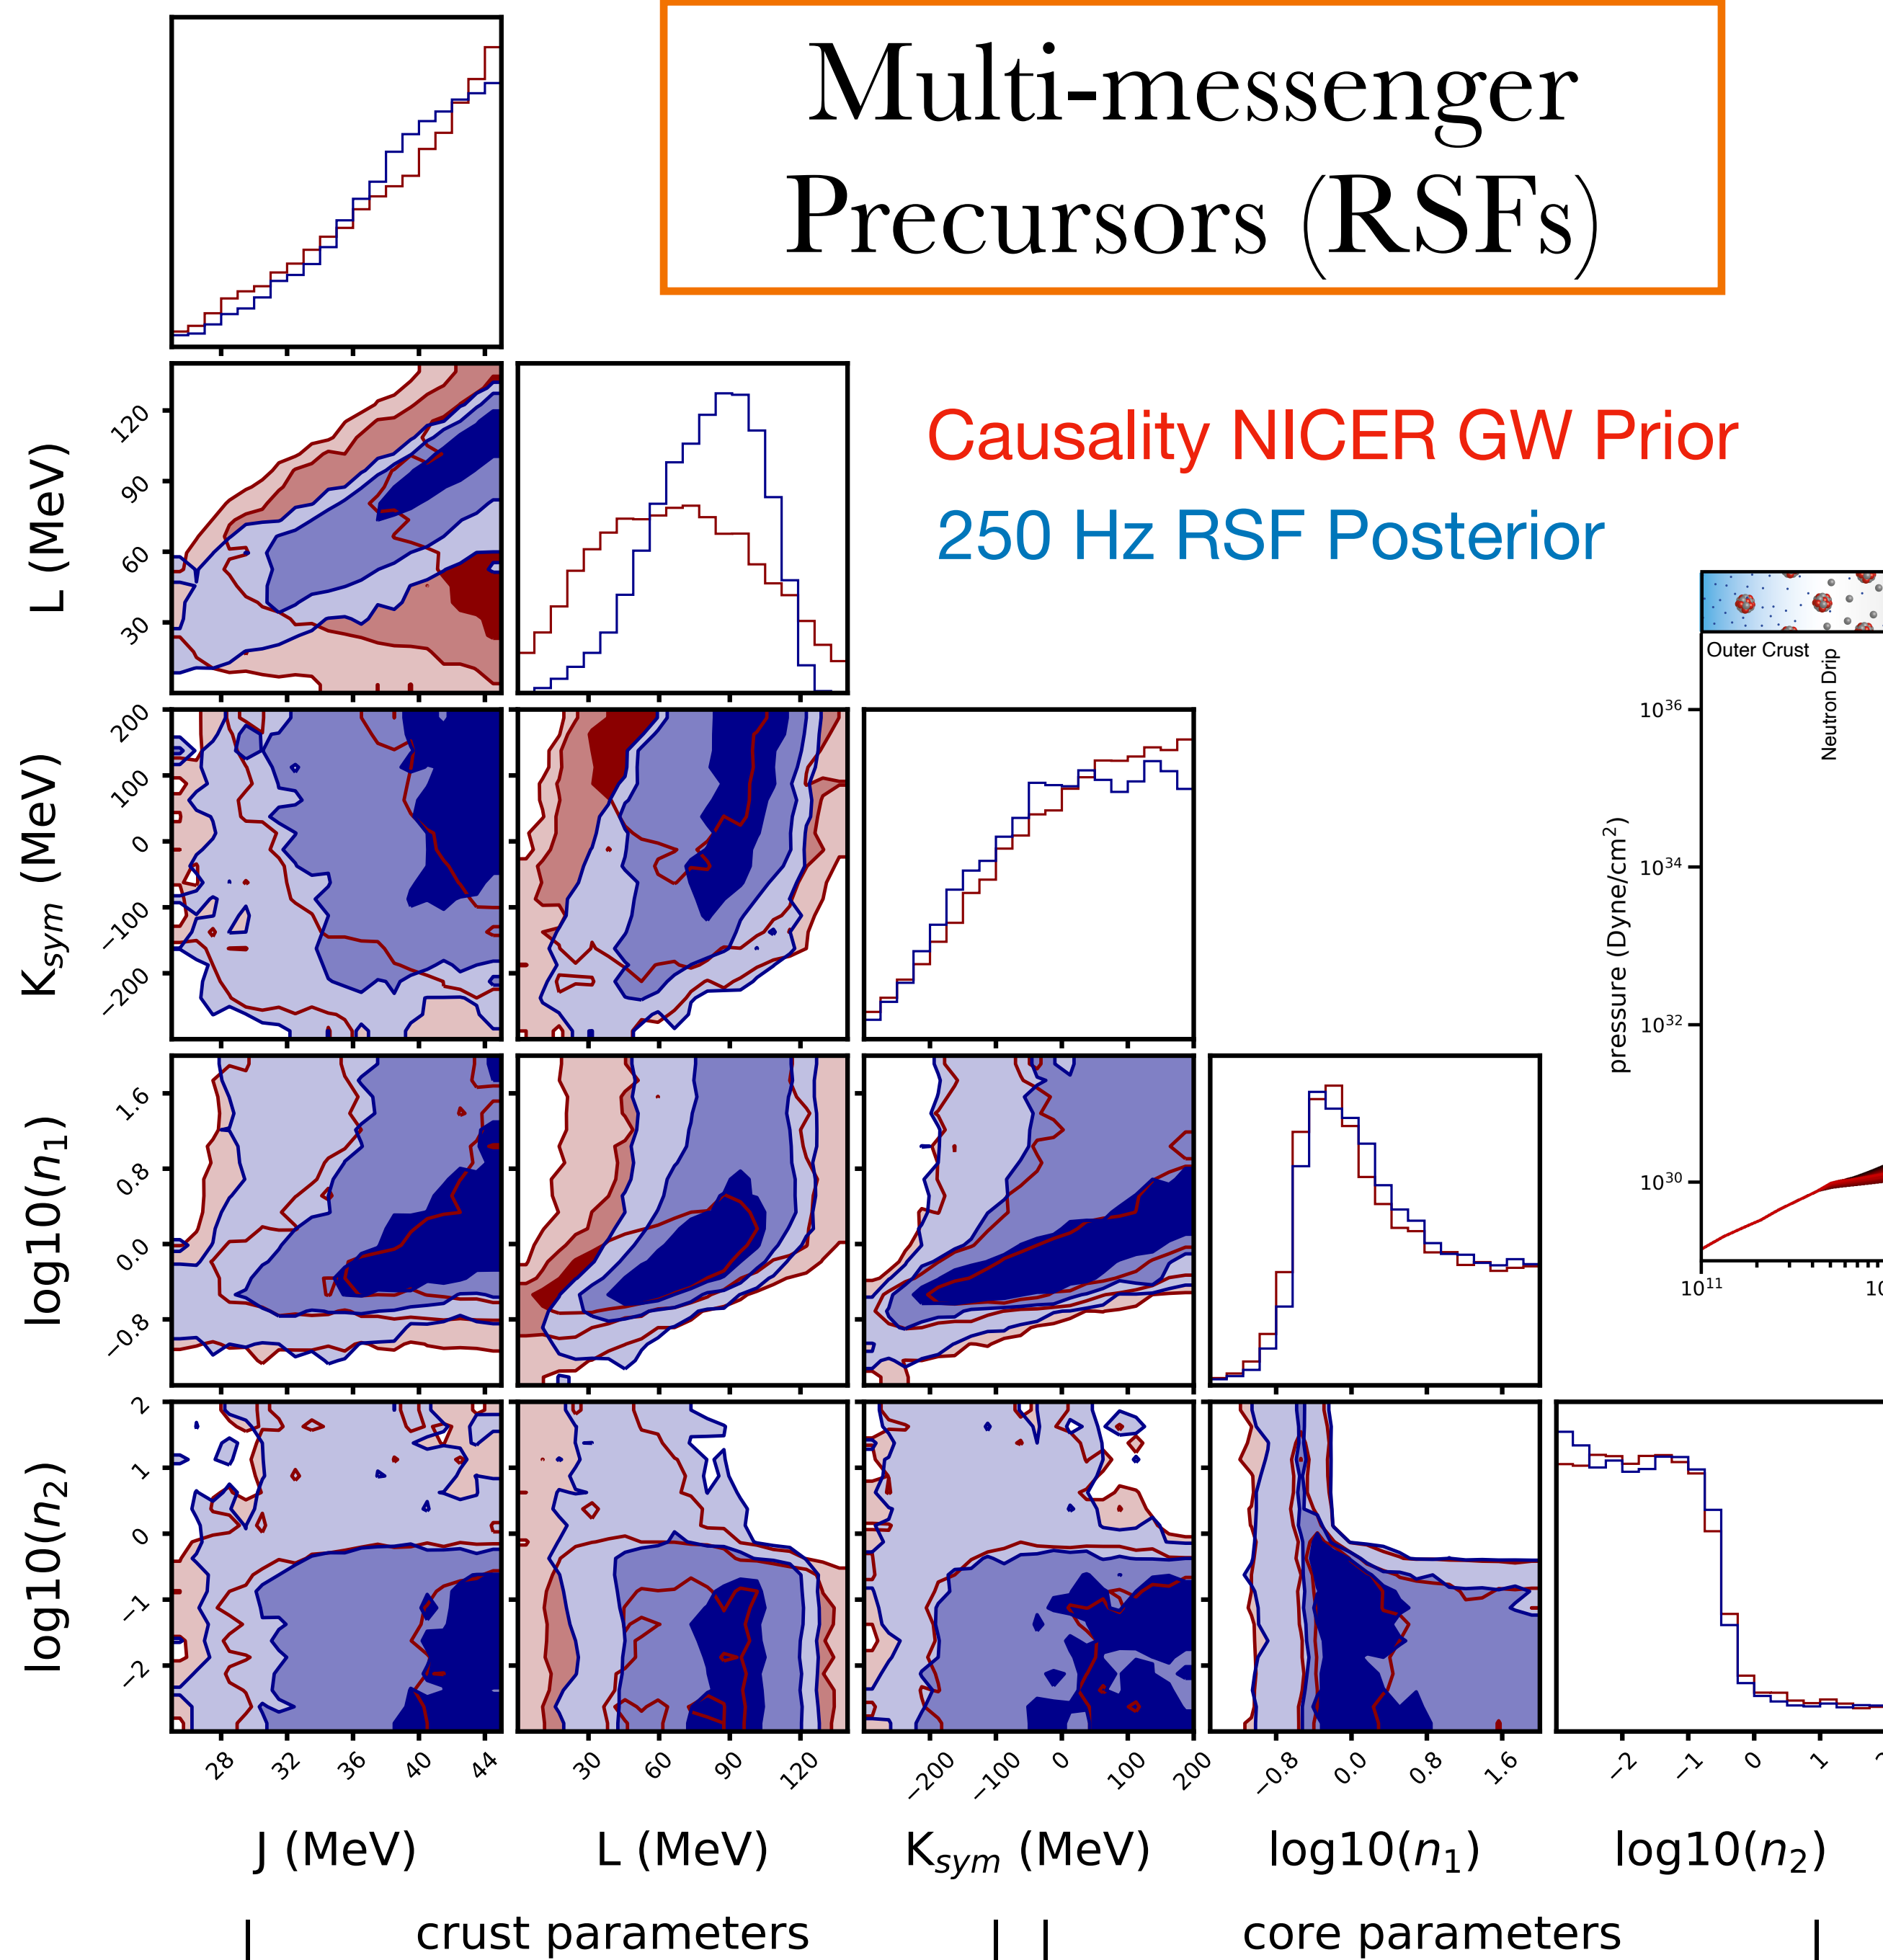 Multi-messenger
Precursors (RSFs)
Causality NICER GW Prior
250 Hz RSF Posterior
L (MeV)
120
90
60
30
K_sym (MeV)
200
100
0
−100
−200
log10(n₁)
1.6
0.8
0.0
−0.8
log10(n₂)
2
1
0
−1
−2
28 32 36 40 44
30 60 90 120
−200 −100 0 100 200
−0.8 0.0 0.8 1.6
−2 −1 0 1
J (MeV)
L (MeV)
K_sym (MeV)
log10(n₁)
log10(n₂)
crust parameters
core parameters
Outer Crust
Neutron Drip
pressure (Dyne/cm²)
10³⁶
10³⁴
10³²
10³⁰
10¹¹